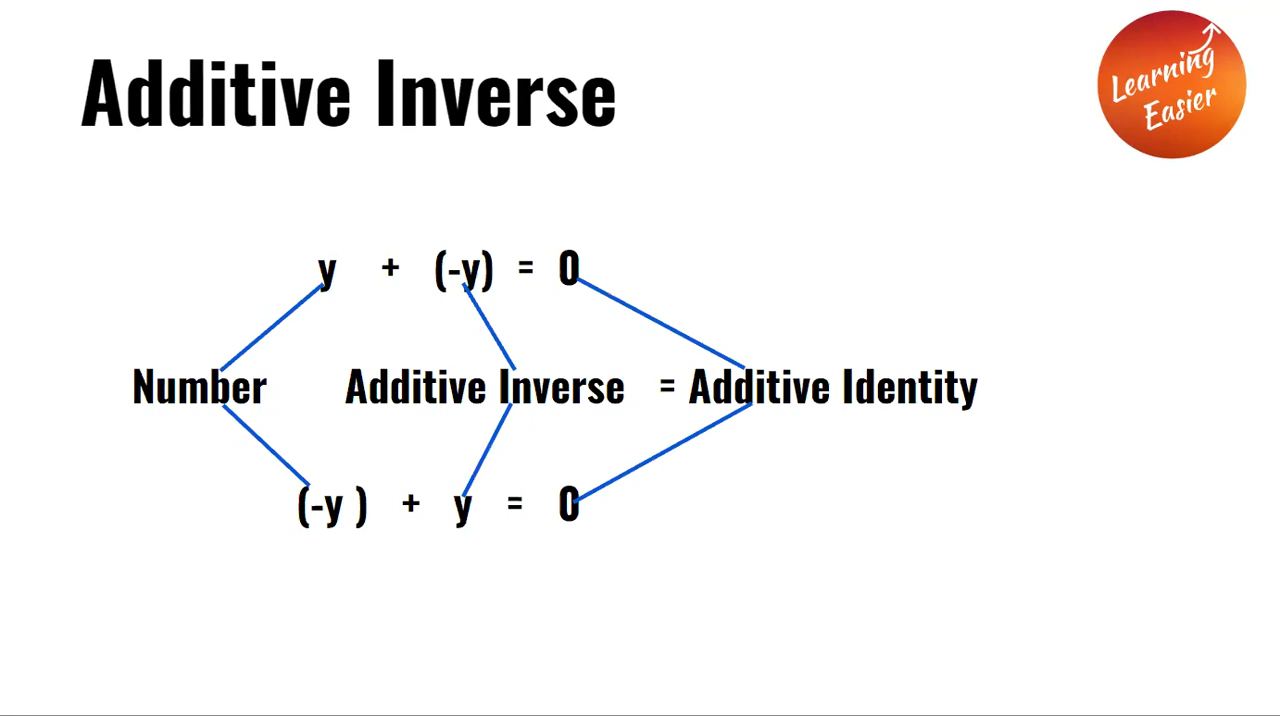 Additive Inverse
Learning
Easier
y + (-y) = 0
Number Additive Inverse = Additive Identity
(-y ) + y = 0